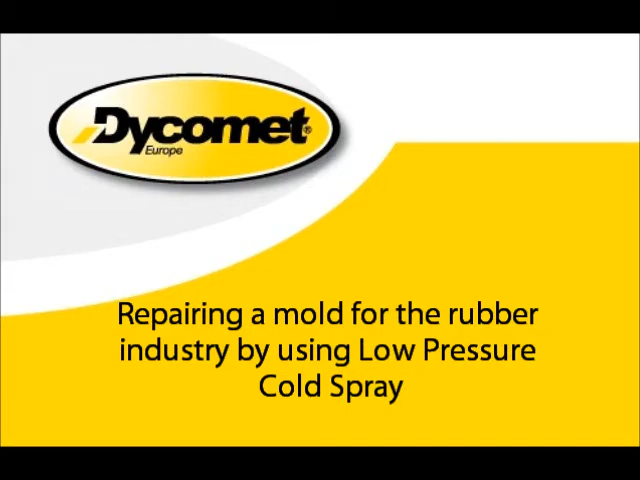 Dycomet®
Europe
Repairing a mold for the rubber
industry by using Low Pressure
Cold Spray